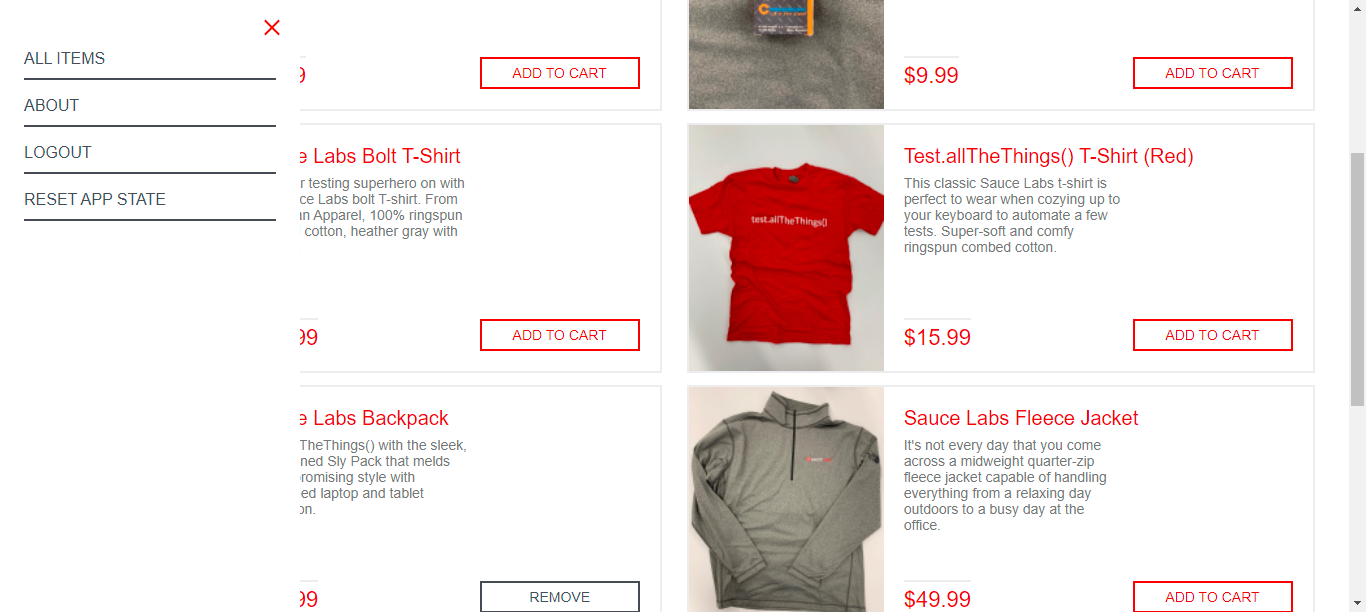 ALL ITEMS
ABOUT
LOGOUT
RESET APP STATE
9
ADD TO CART
$9.99
ADD TO CART
e Labs Bolt T-Shirt
r testing superhero on with
ce Labs bolt T-shirt. From
n Apparel, 100% ringspun
cotton, heather gray with
99
ADD TO CART
test.allTheThings()
Test.allTheThings() T-Shirt (Red)
This classic Sauce Labs t-shirt is
perfect to wear when cozying up to
your keyboard to automate a few
tests. Super-soft and comfy
ringspun combed cotton.
$15.99
ADD TO CART
e Labs Backpack
TheThings() with the sleek,
ned Sly Pack that melds
romising style with
ed laptop and tablet
on.
99
REMOVE
Sauce Labs Fleece Jacket
It's not every day that you come
across a midweight quarter-zip
fleece jacket capable of handling
everything from a relaxing day
outdoors to a busy day at the
office.
$49.99
ADD TO CART